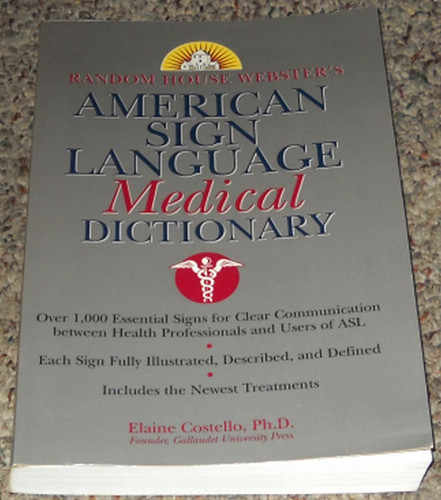 RANDOM HOUSE WEBSTER'S
AMERICAN
SIGN
LANGUAGE
Medical
DICTIONARY
Over 1,000 Essential Signs for Clear Communication
between Health Professionals and Users of ASL
•
Each Sign Fully Illustrated, Described, and Defined
•
Includes the Newest Treatments
Elaine Costello, Ph.D.
Founder, Gallaudet University Press